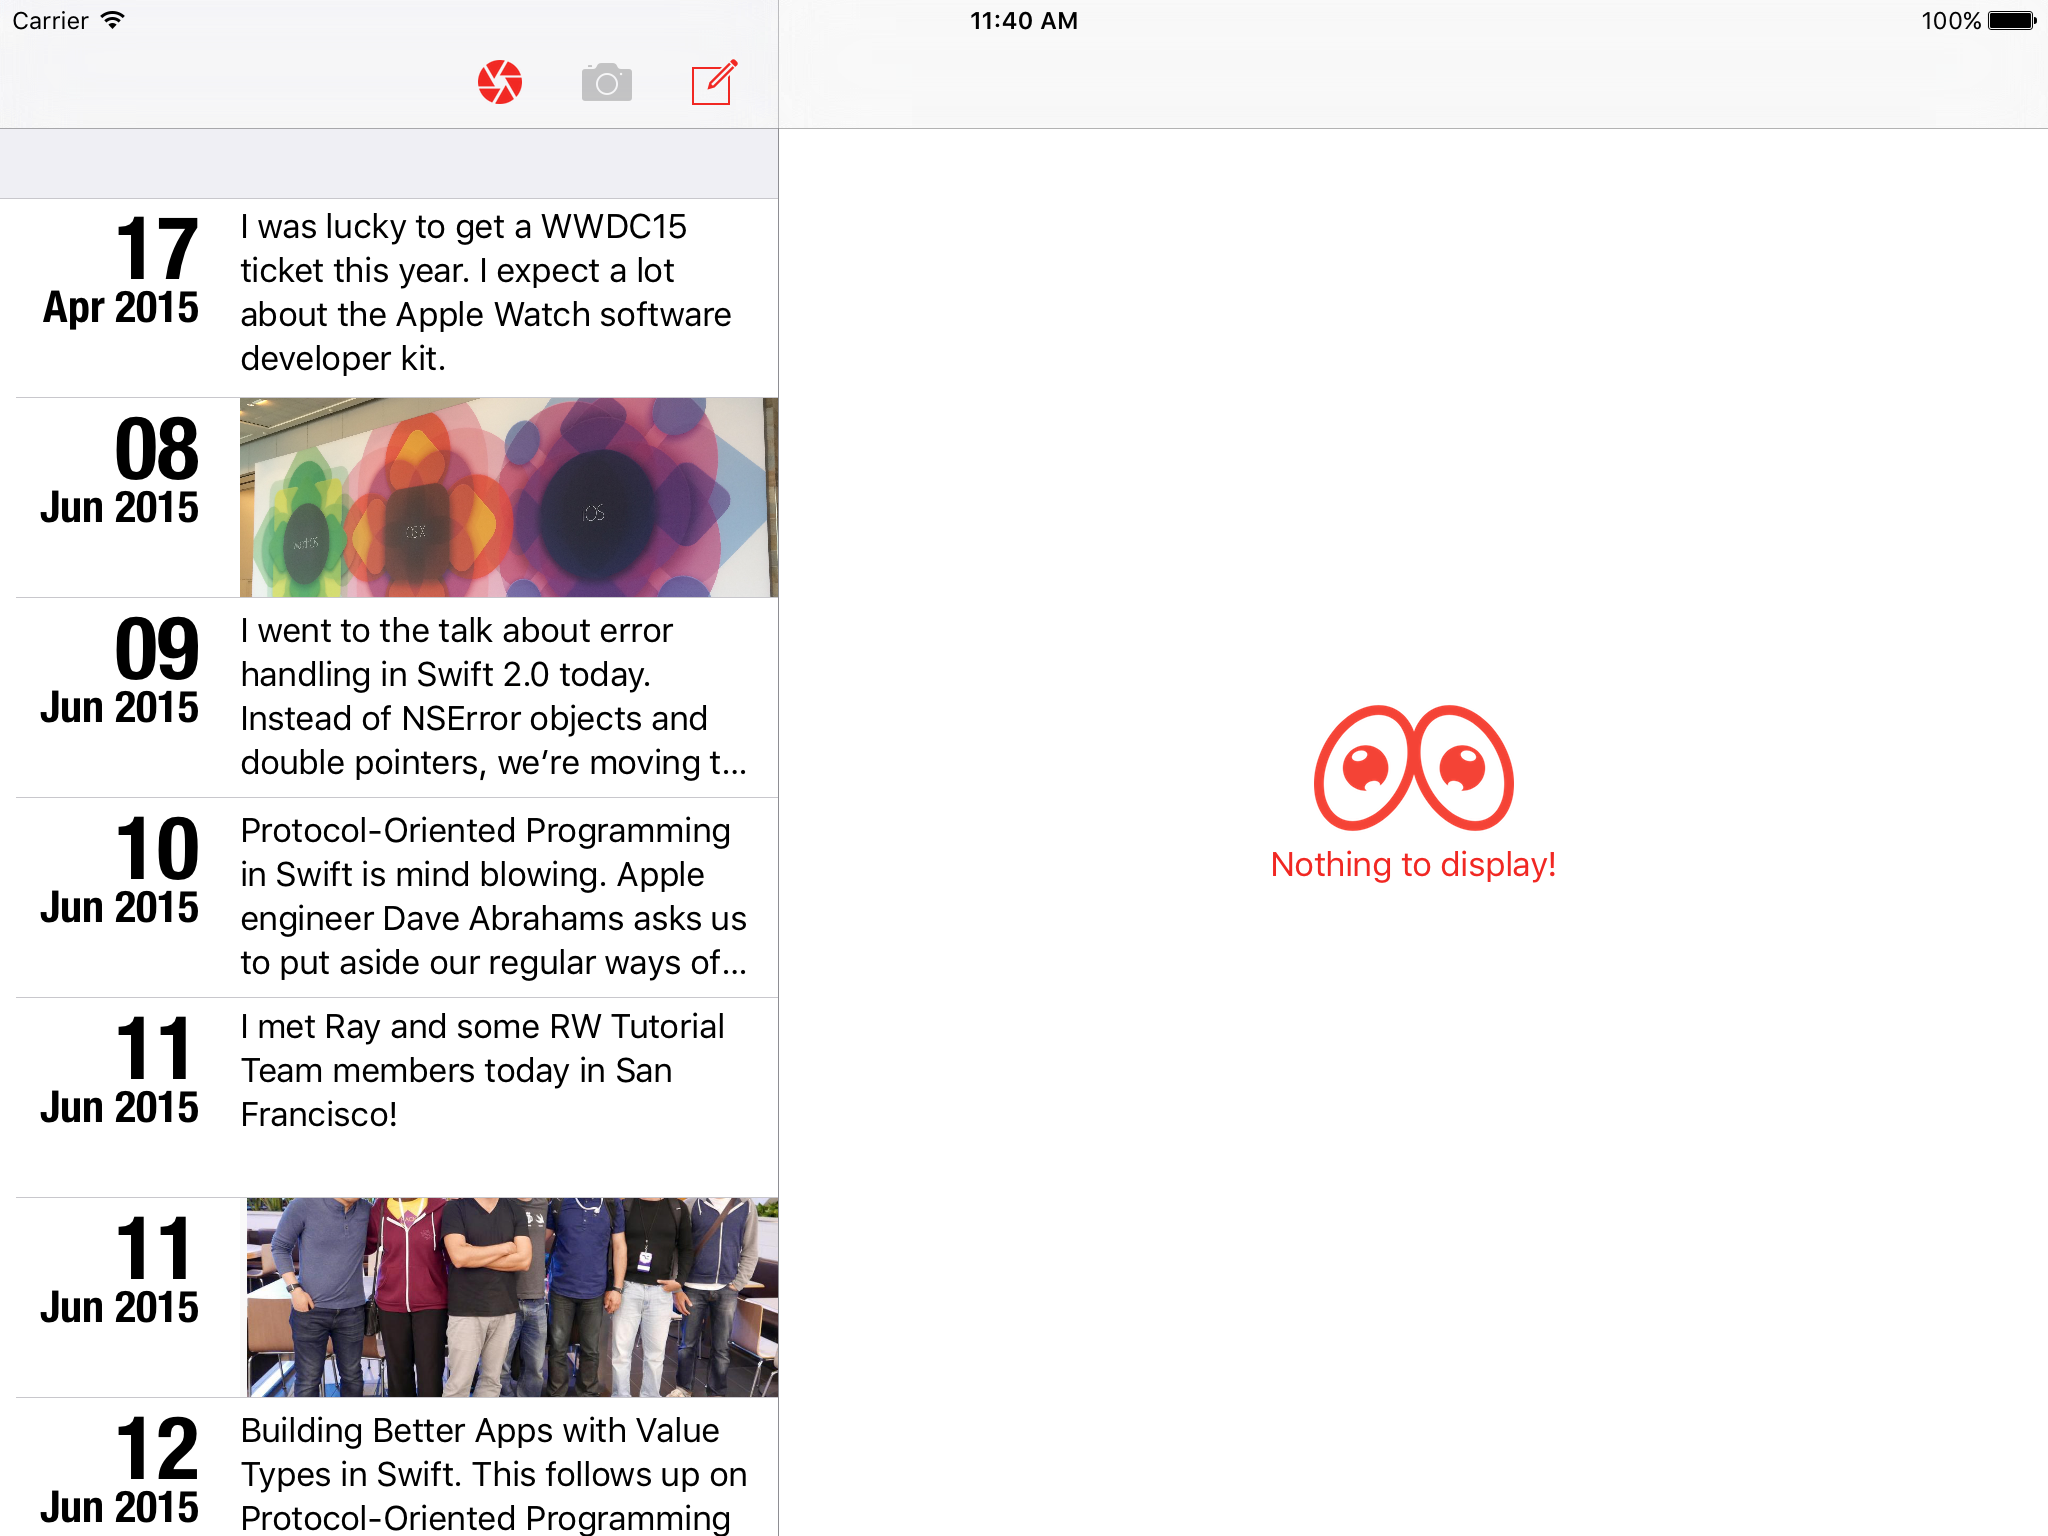 Carrier
11:40 AM
100%
17
Apr 2015
I was lucky to get a WWDC15
ticket this year. I expect a lot
about the Apple Watch software
developer kit.
08
Jun 2015
watchOS
OS X
iOS
09
Jun 2015
I went to the talk about error
handling in Swift 2.0 today.
Instead of NSError objects and
double pointers, we’re moving t...
10
Jun 2015
Protocol-Oriented Programming
in Swift is mind blowing. Apple
engineer Dave Abrahams asks us
to put aside our regular ways of...
11
Jun 2015
I met Ray and some RW Tutorial
Team members today in San
Francisco!
11
Jun 2015
12
Jun 2015
Building Better Apps with Value
Types in Swift. This follows up on
Protocol-Oriented Programming
Nothing to display!